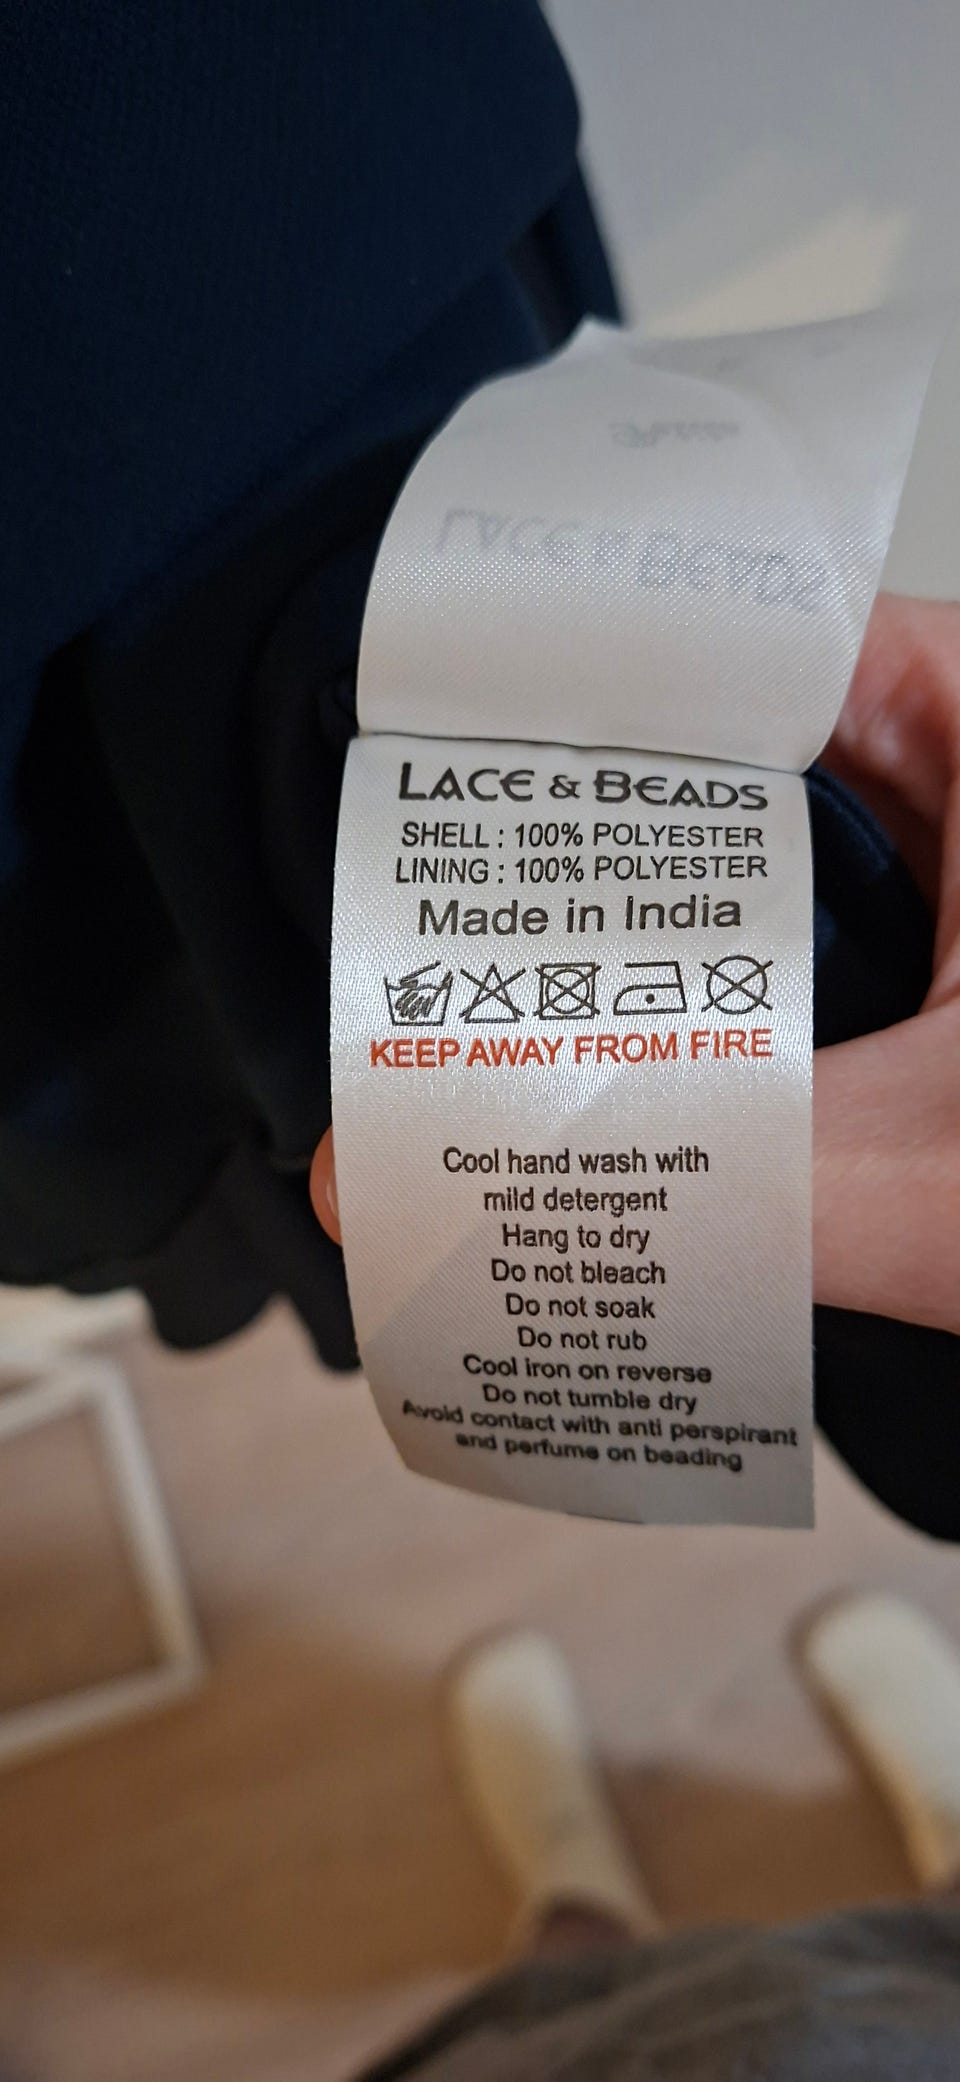 LACE & BEADS
SHELL : 100% POLYESTER
LINING : 100% POLYESTER
Made in India
KEEP AWAY FROM FIRE
Cool hand wash with
mild detergent
Hang to dry
Do not bleach
Do not soak
Do not rub
Cool iron on reverse
Do not tumble dry
Avoid contact with anti perspirant
and perfume on beading